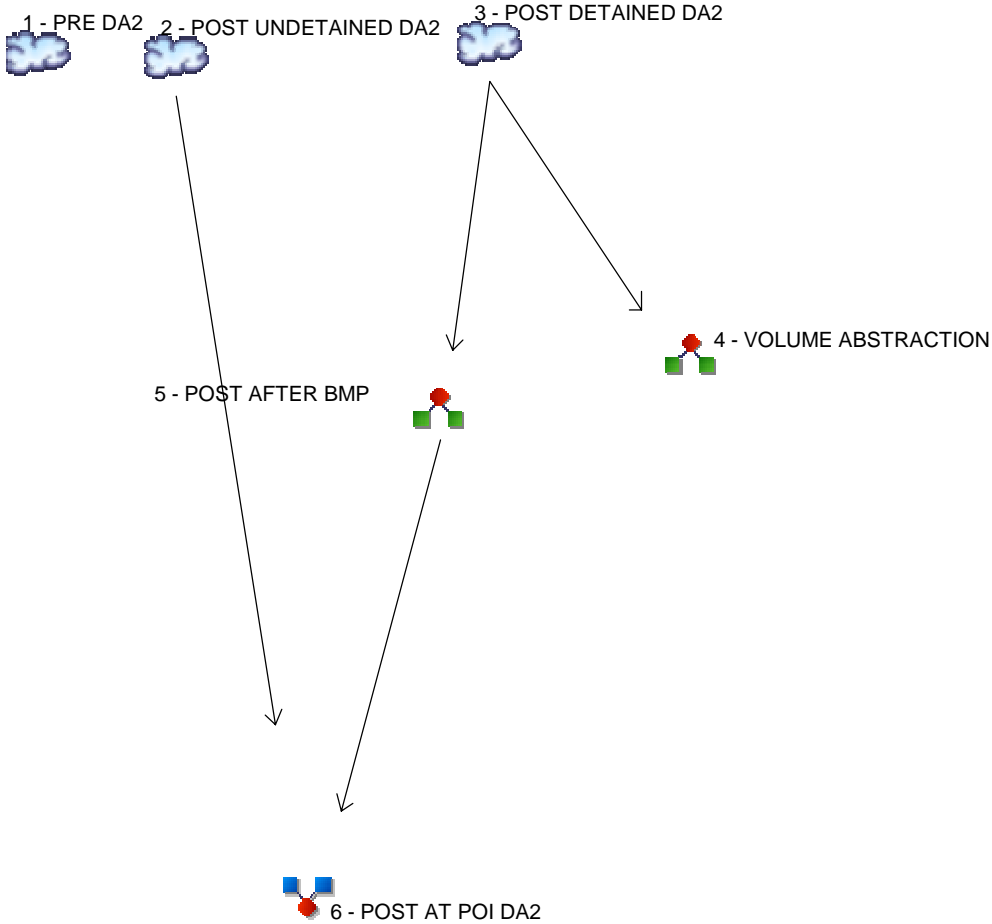 1 - PRE DA2
2 - POST UNDETAINED DA2
3 - POST DETAINED DA2
4 - VOLUME ABSTRACTION
5 - POST AFTER BMP
6 - POST AT POI DA2